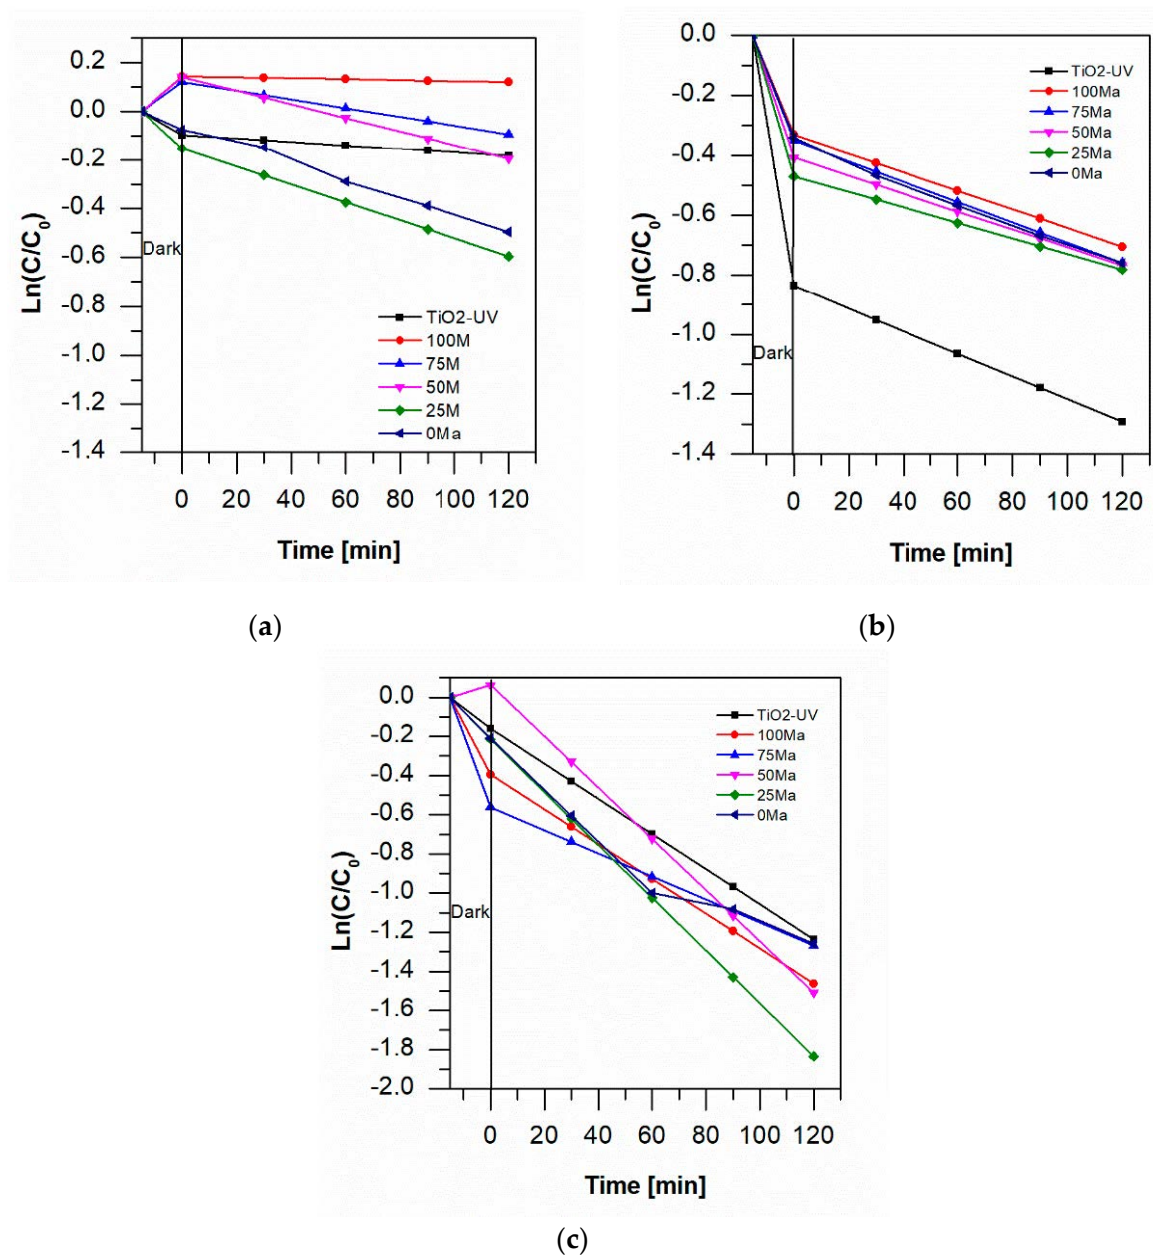 0.2
0.0
-0.2
-0.4
-0.6
-0.8
-1.0
-1.2
-1.4
Ln(C/C0)
Dark
TiO2-UV
100M
75M
50M
25M
0Ma
0 20 40 60 80 100 120
Time [min]
(a)
0.0
-0.2
-0.4
-0.6
-0.8
-1.0
-1.2
-1.4
Ln(C/C0)
Dark
TiO2-UV
100Ma
75Ma
50Ma
25Ma
0Ma
0 20 40 60 80 100 120
Time [min]
(b)
0.0
-0.2
-0.4
-0.6
-0.8
-1.0
-1.2
-1.4
-1.6
-1.8
-2.0
Ln(C/C0)
Dark
TiO2-UV
100Ma
75Ma
50Ma
25Ma
0Ma
0 20 40 60 80 100 120
Time [min]
(c)